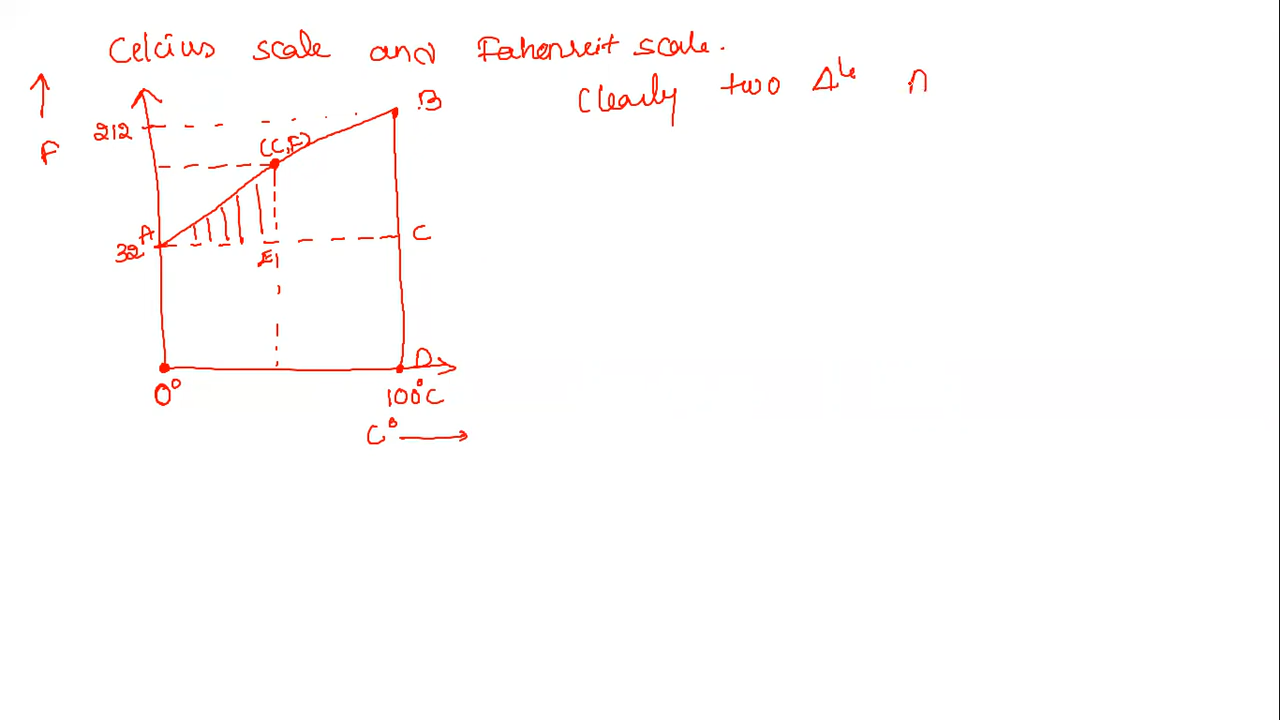 Celcius scale and Fahenreit scale.
Clearly two Δle
F
212
B
(C,F)
A
32
E
C
D
0°
100°C
C°